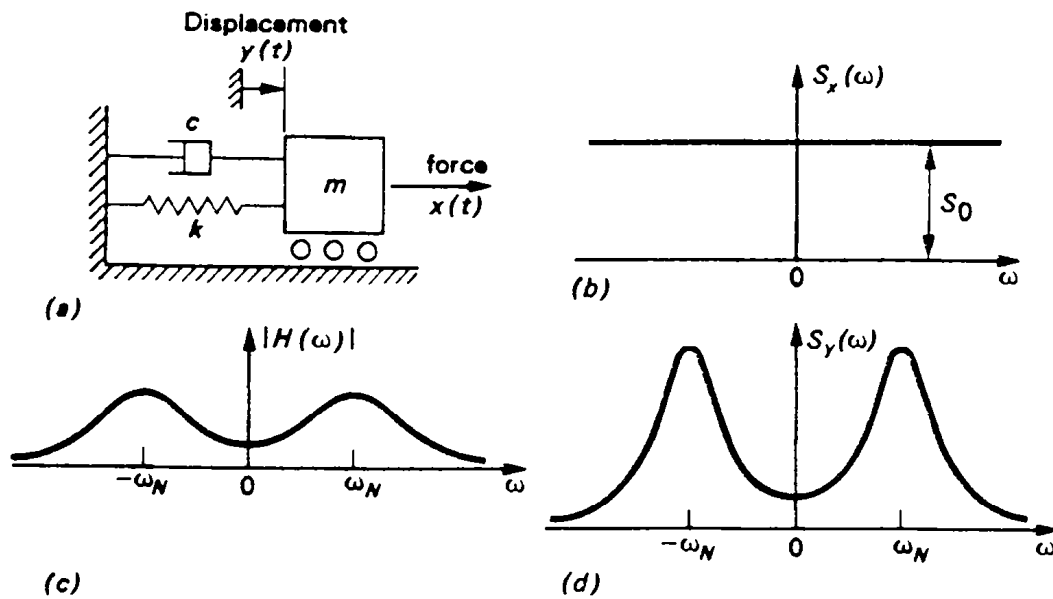 Displacement
y(t)
c
m
force
x(t)
k
(a)
S_x(ω)
S_0
0
ω
(b)
|H(ω)|
-ω_N
0
ω_N
ω
(c)
S_y(ω)
-ω_N
0
ω_N
ω
(d)